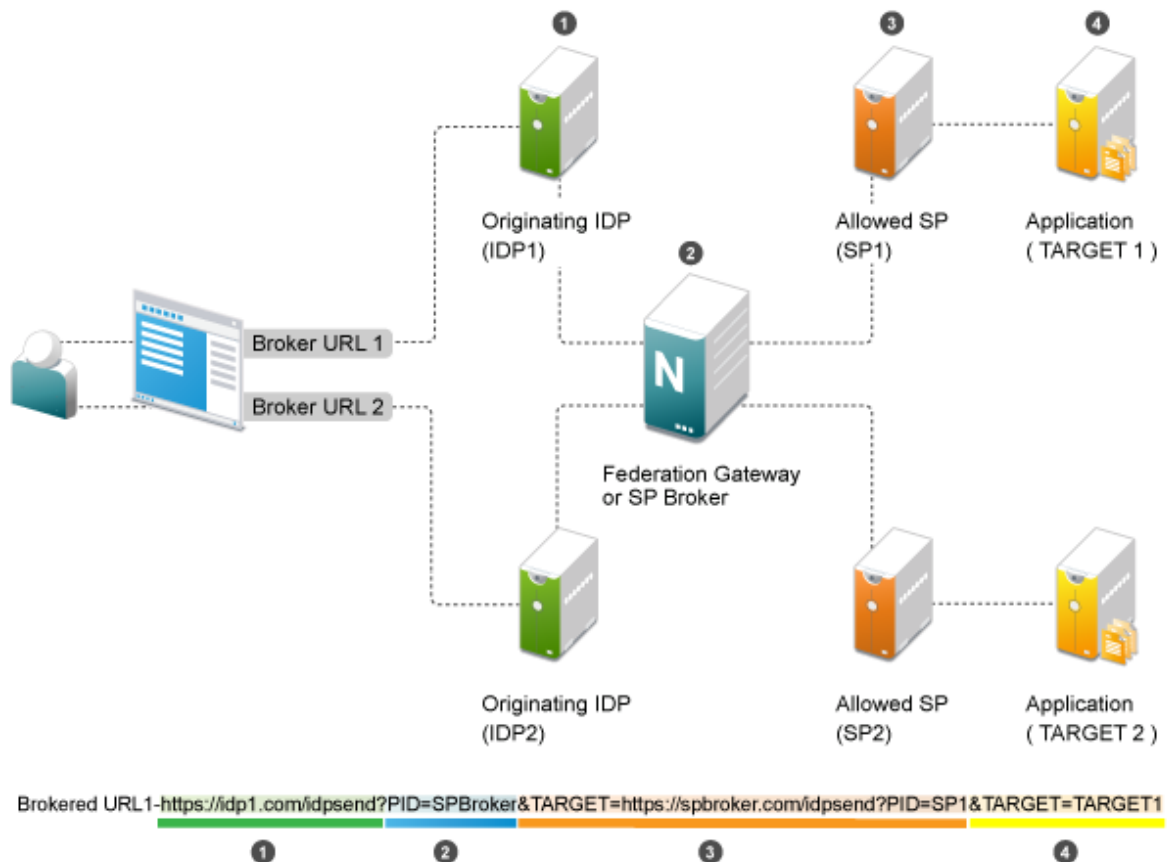 1
3
4
Originating IDP
(IDP1)
Allowed SP
(SP1)
Application
( TARGET 1 )
2
N
Broker URL 1
Broker URL 2
Federation Gateway
or SP Broker
Originating IDP
(IDP2)
Allowed SP
(SP2)
Application
( TARGET 2 )
Brokered URL1-https://idp1.com/idpsend?PID=SPBroker&TARGET=https://spbroker.com/idpsend?PID=SP1&TARGET=TARGET1
1
2
3
4